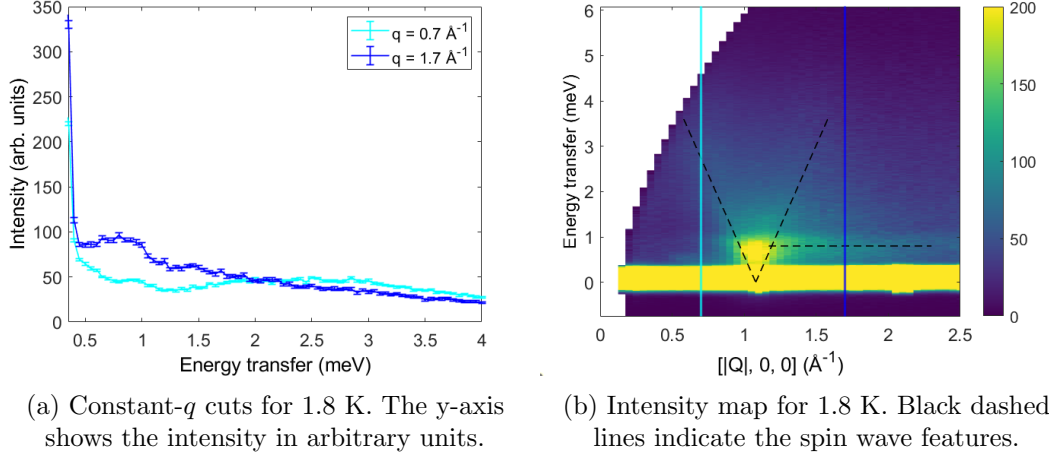 350
300
250
200
150
100
50
0
Intensity (arb. units)
q = 0.7 Å-1
q = 1.7 Å-1
0.5 1 1.5 2 2.5 3 3.5 4
Energy transfer (meV)
(a) Constant-q cuts for 1.8 K. The y-axis
shows the intensity in arbitrary units.
6
5
4
3
2
1
0
Energy transfer (meV)
0 0.5 1 1.5 2 2.5
[|Q|, 0, 0] (Å-1)
200
150
100
50
0
(b) Intensity map for 1.8 K. Black dashed
lines indicate the spin wave features.